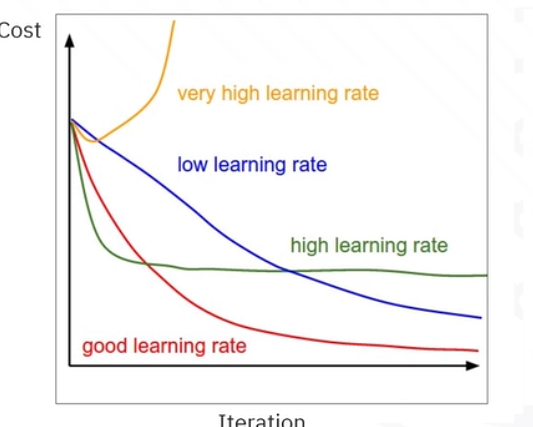 Cost
very high learning rate
low learning rate
high learning rate
good learning rate
Iteration